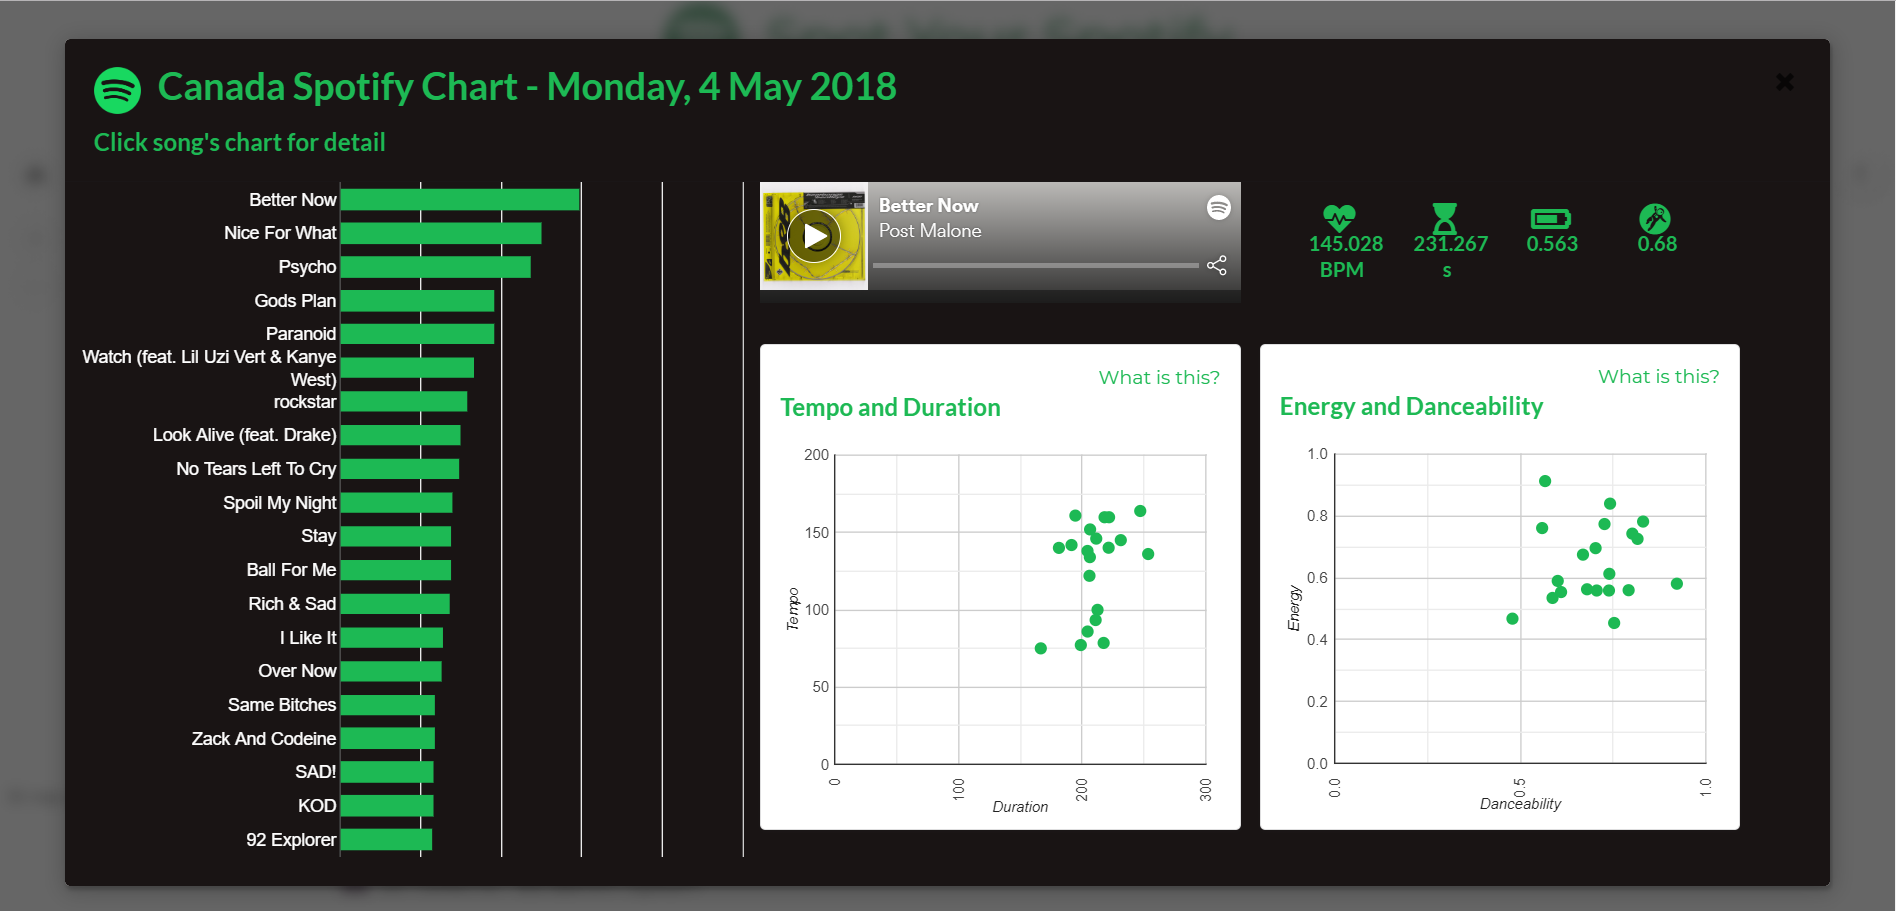 Canada Spotify Chart - Monday, 4 May 2018
Click song's chart for detail
Better Now
Nice For What
Psycho
Gods Plan
Paranoid
Watch (feat. Lil Uzi Vert & Kanye
West)
rockstar
Look Alive (feat. Drake)
No Tears Left To Cry
Spoil My Night
Stay
Ball For Me
Rich & Sad
I Like It
Over Now
Same Bitches
Zack And Codeine
SAD!
KOD
92 Explorer
Better Now
Post Malone
145.028
BPM
231.267
s
0.563
0.68
What is this?
Tempo and Duration
200
150
100
50
0
Tempo
0
100
200
300
Duration
What is this?
Energy and Danceability
1.0
0.8
0.6
0.4
0.2
0.0
Energy
0.0
0.5
1.0
Danceability